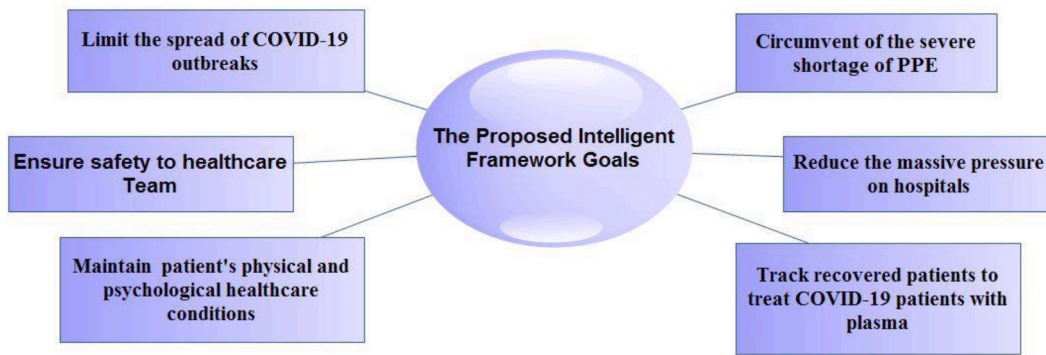 Limit the spread of COVID-19
outbreaks
Circumvent of the severe
shortage of PPE
The Proposed Intelligent
Framework Goals
Ensure safety to healthcare
Team
Reduce the massive pressure
on hospitals
Maintain patient's physical and
psychological healthcare
conditions
Track recovered patients to
treat COVID-19 patients with
plasma